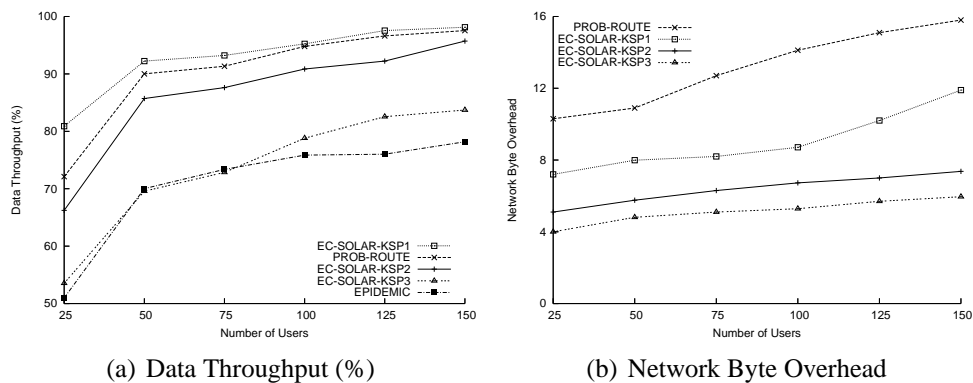 100
90
80
70
60
50
Data Throughput (%)
25
50
75
100
125
150
Number of Users
EC-SOLAR-KSP1
PROB-ROUTE
EC-SOLAR-KSP2
EC-SOLAR-KSP3
EPIDEMIC
(a) Data Throughput (%)
16
12
8
4
0
Network Byte Overhead
25
50
75
100
125
150
Number of Users
PROB-ROUTE
EC-SOLAR-KSP1
EC-SOLAR-KSP2
EC-SOLAR-KSP3
(b) Network Byte Overhead